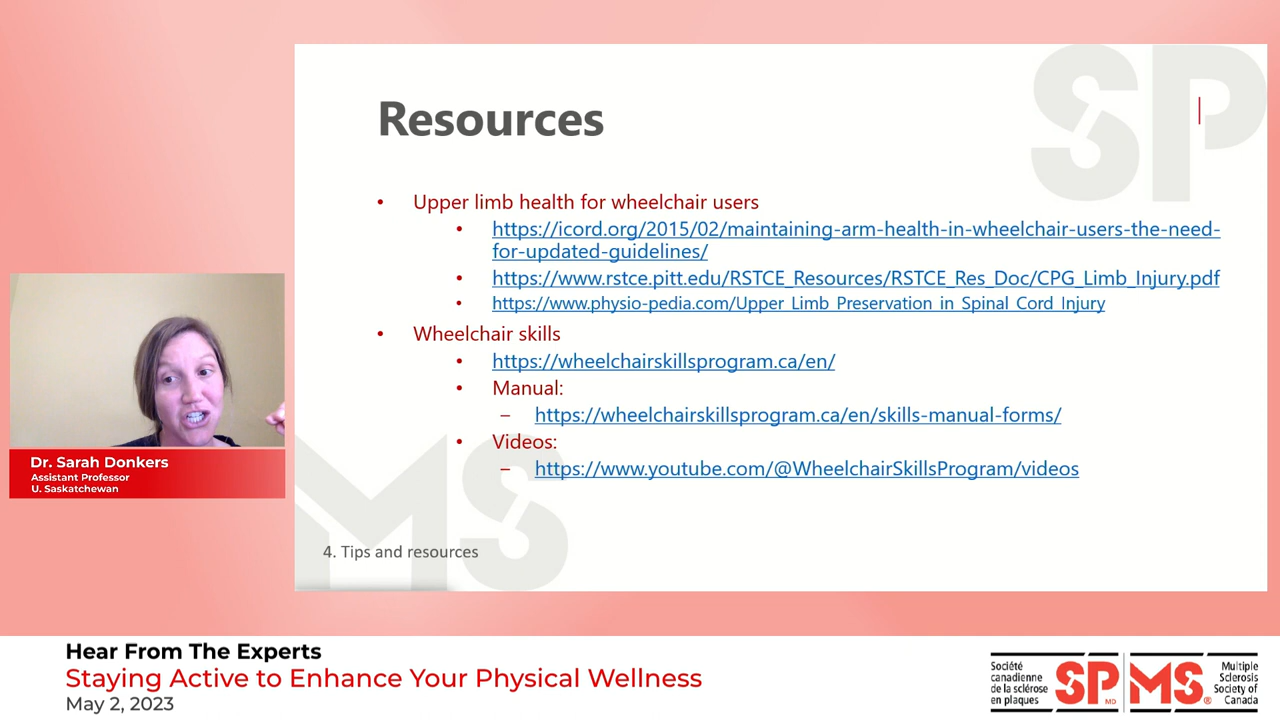 SP
Resources
• Upper limb health for wheelchair users
• https://icord.org/2015/02/maintaining-arm-health-in-wheelchair-users-the-need-
for-updated-guidelines/
• https://www.rstce.pitt.edu/RSTCE_Resources/RSTCE_Res_Doc/CPG_Limb_Injury.pdf
• https://www.physio-pedia.com/Upper_Limb_Preservation_in_Spinal_Cord_Injury
• Wheelchair skills
• https://wheelchairskillsprogram.ca/en/
• Manual:
– https://wheelchairskillsprogram.ca/en/skills-manual-forms/
• Videos:
– https://www.youtube.com/@WheelchairSkillsProgram/videos
MS
4. Tips and resources
Dr. Sarah Donkers
Assistant Professor
U. Saskatchewan
Hear From The Experts
Staying Active to Enhance Your Physical Wellness
May 2, 2023
Société
canadienne
de la sclérose
en plaques
SP MD
MS ®
Multiple
Sclerosis
Society of
Canada